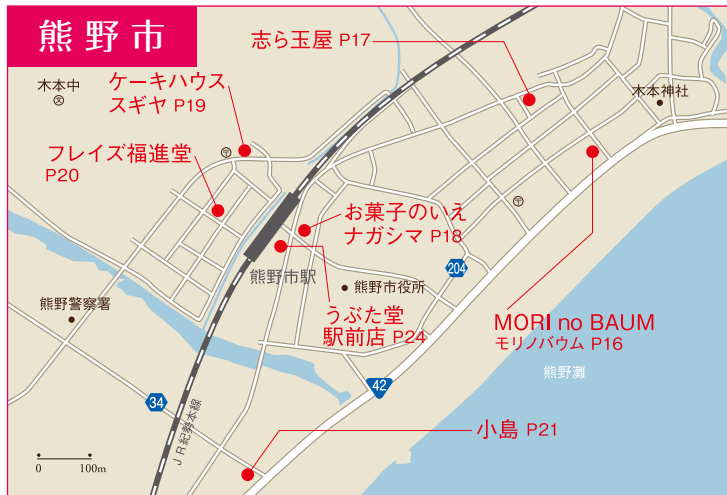 熊野市
志ら玉屋 P17
木本中
ケーキハウス
スギヤ P19
木本神社
フレイズ福進堂
P20
お菓子のいえ
ナガシマ P18
204
熊野市駅
熊野市役所
熊野警察署
うぶた堂
駅前店 P24
MORI no BAUM
モリノバウム P16
熊野灘
42
34
JR紀勢本線
小島 P21
0 100m